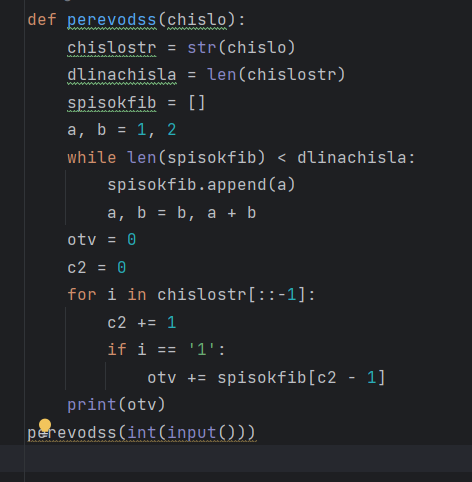 def perevodss(chislo):
    chislostr = str(chislo)
    dlinachisla = len(chislostr)
    spisokfib = []
    a, b = 1, 2
    while len(spisokfib) < dlinachisla:
        spisokfib.append(a)
        a, b = b, a + b
    otv = 0
    c2 = 0
    for i in chislostr[::-1]:
        c2 += 1
        if i == '1':
            otv += spisokfib[c2 - 1]
    print(otv)
perevodss(int(input()))